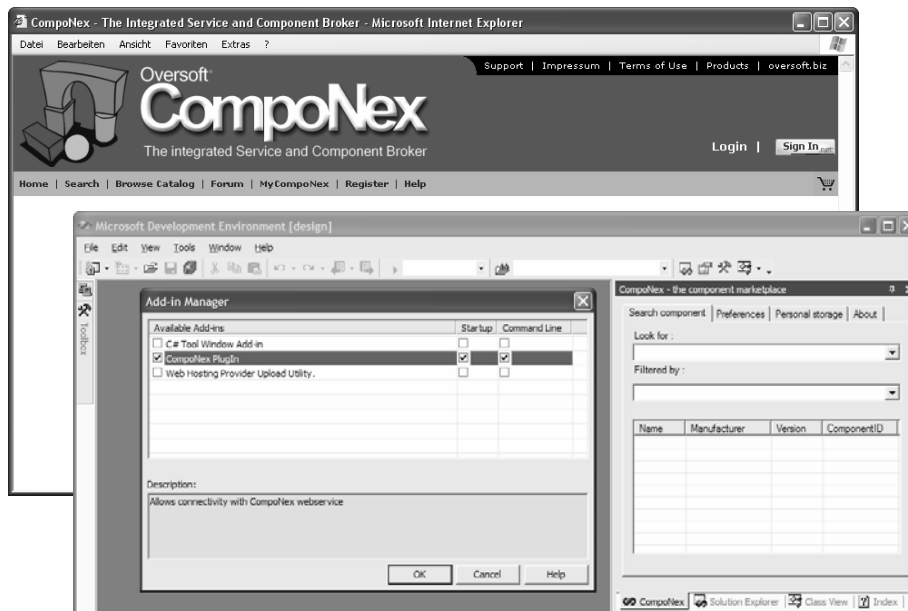 CompoNex - The Integrated Service and Component Broker - Microsoft Internet Explorer
Datei Bearbeiten Ansicht Favoriten Extras ?
Support | Impressum | Terms of Use | Products | oversoft.biz
Oversoft
CompoNex
The integrated Service and Component Broker
Login | Sign In .net
Home | Search | Browse Catalog | Forum | MyCompoNex | Register | Help
Microsoft Development Environment [design]
File Edit View Tools Window Help
Toolbox
Add-in Manager
Available Add-ins Startup Command Line
C# Tool Window Add-in
CompoNex PlugIn
Web Hosting Provider Upload Utility.
Description:
Allows connectivity with CompoNex webservice
OK Cancel Help
CompoNex - the component marketplace
Search component | Preferences | Personal storage | About |
Look for :
Filtered by :
Name Manufacturer Version ComponentID
CompoNex Solution Explorer Class View Index